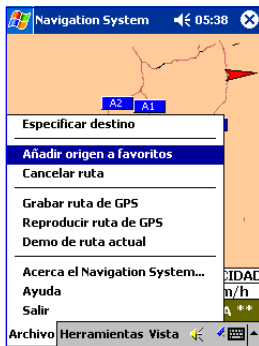 Navigation System 05:38
A2 A1
Especificar destino
Añadir origen a favoritos
Cancelar ruta
Grabar ruta de GPS
Reproducir ruta de GPS
Demo de ruta actual
Acerca el Navigation System...
CIDAD
Ayuda
m/h
Salir
A **
Archivo Herramientas Vista